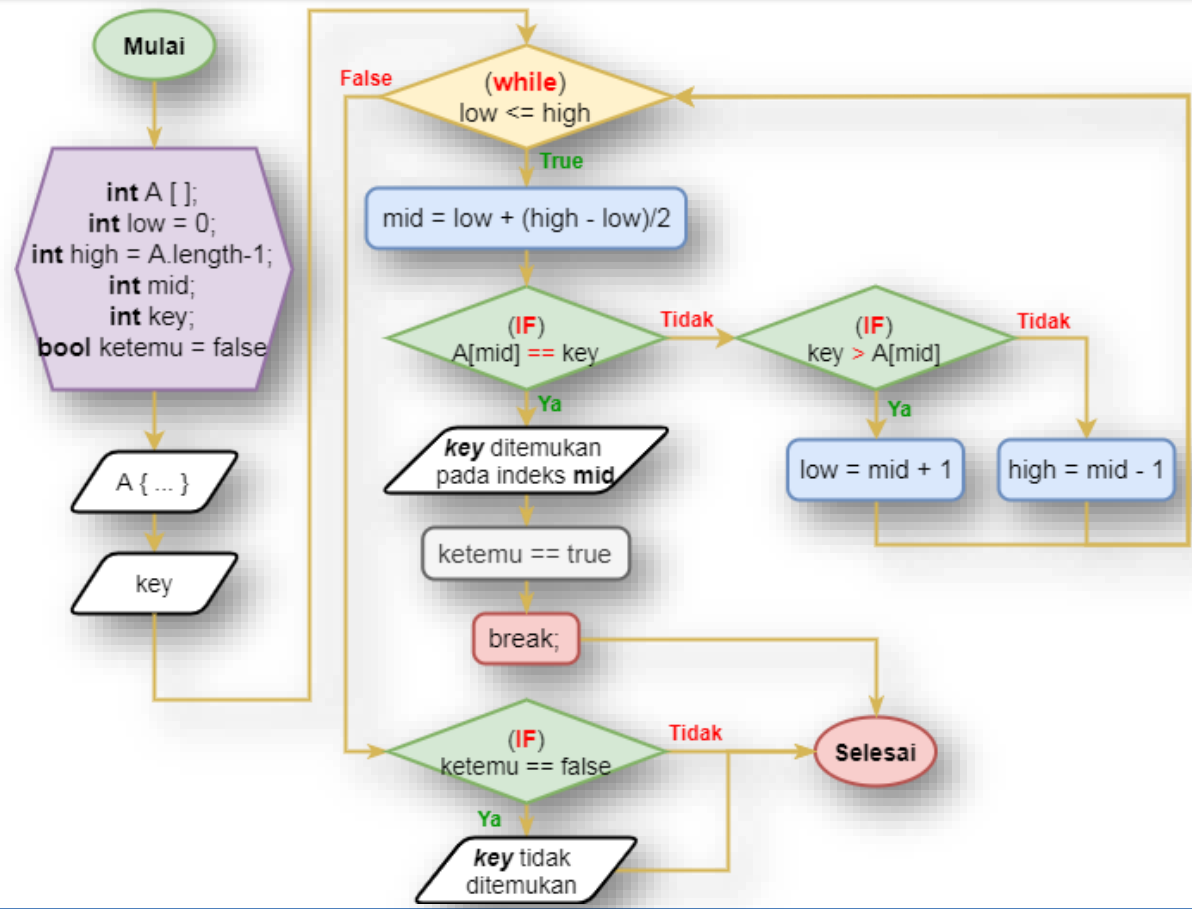 Mulai
int A [ ];
int low = 0;
int high = A.length-1;
int mid;
int key;
bool ketemu = false
A { ... }
key
(while)
low <= high
False
True
mid = low + (high - low)/2
(IF)
A[mid] == key
Tidak
Ya
(IF)
key > A[mid]
Tidak
Ya
low = mid + 1
high = mid - 1
key ditemukan
pada indeks mid
ketemu == true
break;
(IF)
ketemu == false
Tidak
Ya
key tidak
ditemukan
Selesai